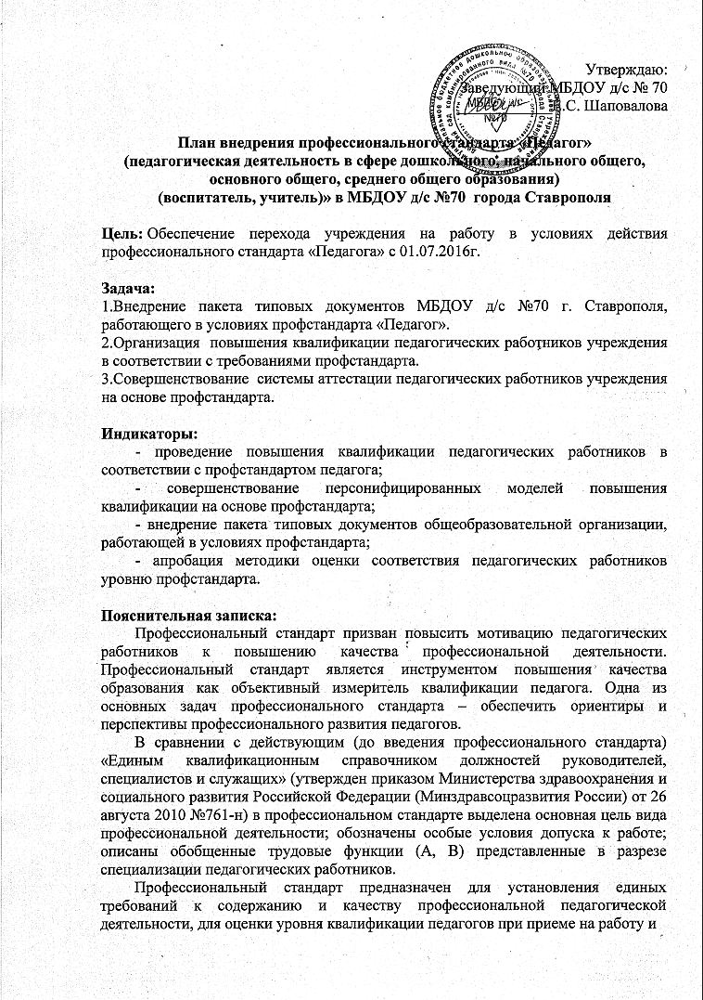 Утверждаю:
Заведующий МБДОУ д/с № 70
.С. Шаповалова
План внедрения профессионального стандарта «Педагог»
(педагогическая деятельность в сфере дошкольного, начального общего,
основного общего, среднего общего образования)
(воспитатель, учитель)» в МБДОУ д/с №70 города Ставрополя
Цель: Обеспечение перехода учреждения на работу в условиях действия
профессионального стандарта «Педагога» с 01.07.2016г.
Задача:
1.Внедрение пакета типовых документов МБДОУ д/с №70 г. Ставрополя,
работающего в условиях профстандарта «Педагог».
2.Организация повышения квалификации педагогических работников учреждения
в соответствии с требованиями профстандарта.
3.Совершенствование системы аттестации педагогических работников учреждения
на основе профстандарта.
Индикаторы:
- проведение повышения квалификации педагогических работников в
соответствии с профстандартом педагога;
- совершенствование персонифицированных моделей повышения
квалификации на основе профстандарта;
- внедрение пакета типовых документов общеобразовательной организации,
работающей в условиях профстандарта;
- апробация методики оценки соответствия педагогических работников
уровню профстандарта.
Пояснительная записка:
Профессиональный стандарт призван повысить мотивацию педагогических
работников к повышению качества профессиональной деятельности.
Профессиональный стандарт является инструментом повышения качества
образования как объективный измеритель квалификации педагога. Одна из
основных задач профессионального стандарта – обеспечить ориентиры и
перспективы профессионального развития педагогов.
В сравнении с действующим (до введения профессионального стандарта)
«Единым квалификационным справочником должностей руководителей,
специалистов и служащих» (утвержден приказом Министерства здравоохранения и
социального развития Российской Федерации (Минздравсоцразвития России) от 26
августа 2010 №761-н) в профессиональном стандарте выделена основная цель вида
профессиональной деятельности; обозначены особые условия допуска к работе;
описаны обобщенные трудовые функции (А, В) представленные в разрезе
специализации педагогических работников.
Профессиональный стандарт предназначен для установления единых
требований к содержанию и качеству профессиональной педагогической
деятельности, для оценки уровня квалификации педагогов при приеме на работу и